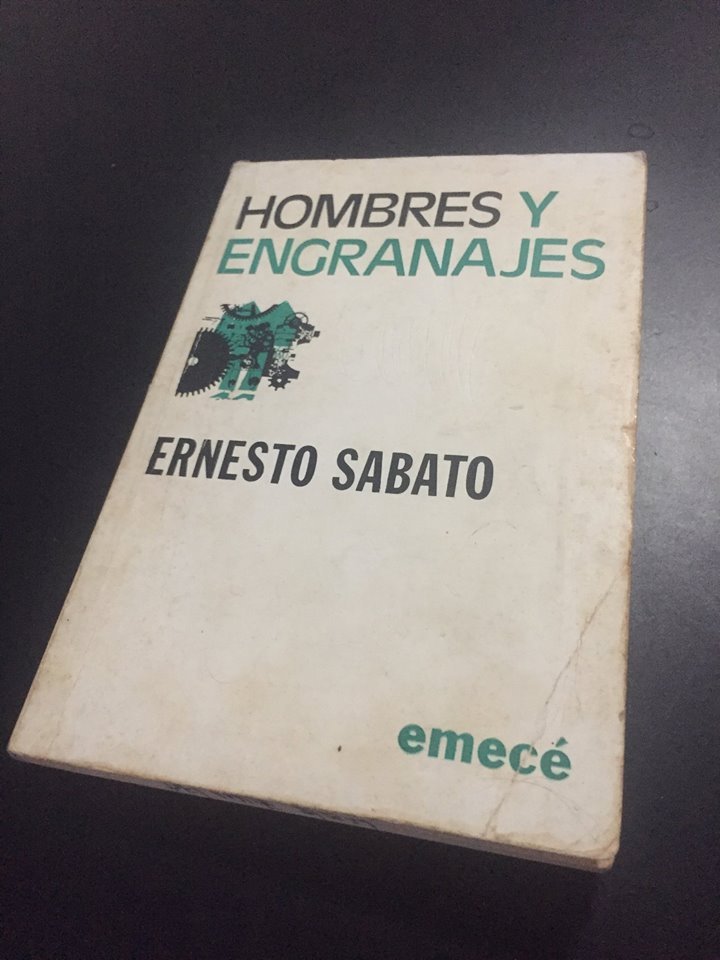 HOMBRES Y
ENGRANAJES
ERNESTO SABATO
emecé